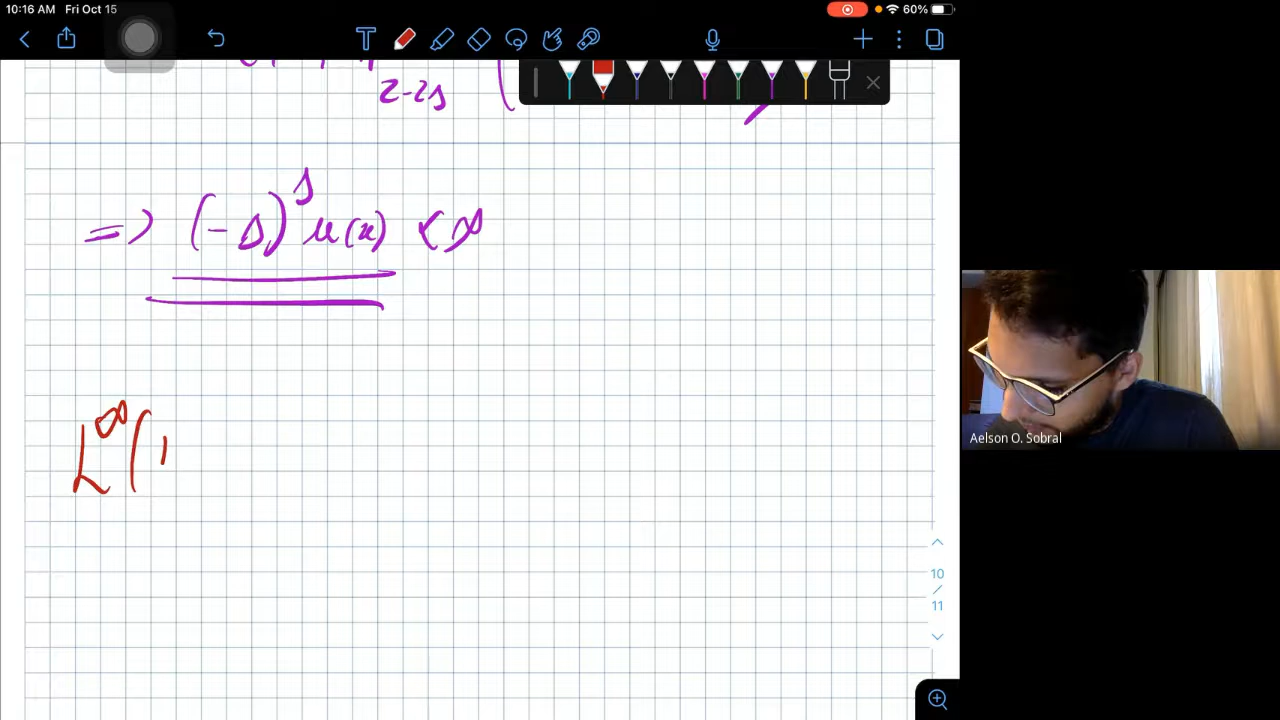 10:16 AM Fri Oct 15
60%
T
2-2s
=> (-Δ)^s u(x) < ∞
L^∞(
10
/
11
Aelson O. Sobral